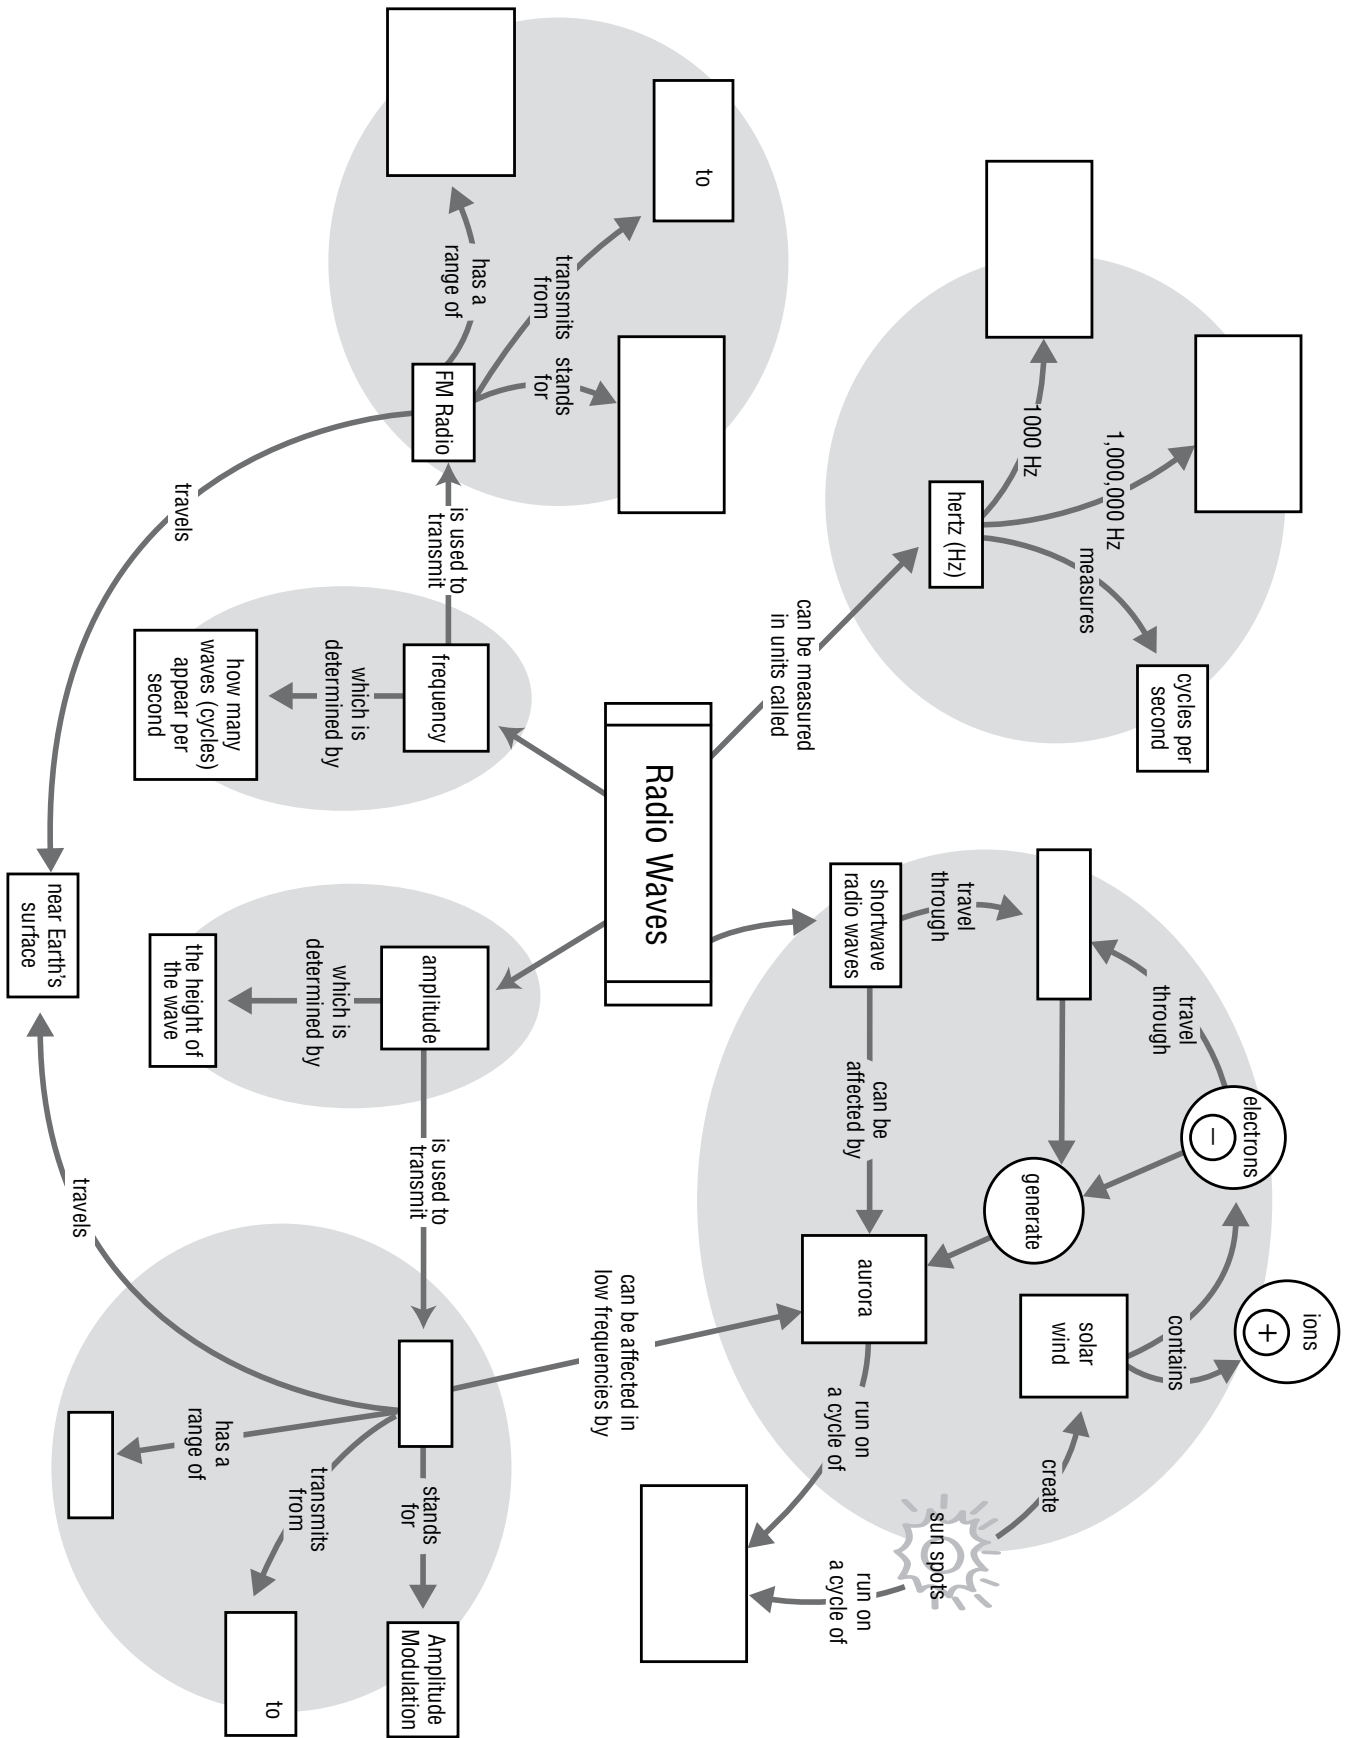 1,000,000 Hz
1000 Hz
measures
cycles per
second
hertz (Hz)
can be measured
in units called
to
transmits
from
stands
for
has a
range of
FM Radio
is used to
transmit
frequency
which is
determined by
how many
waves (cycles)
appear per
second
travels
near Earth's
surface
Radio Waves
shortwave
radio waves
travel
through
travel
through
electrons
–
generate
ions
+
contains
solar
wind
create
sun spots
can be
affected by
aurora
run on
a cycle of
run on
a cycle of
can be affected in
low frequencies by
amplitude
which is
determined by
the height of
the wave
is used to
transmit
stands
for
Amplitude
Modulation
transmits
from
to
has a
range of
travels